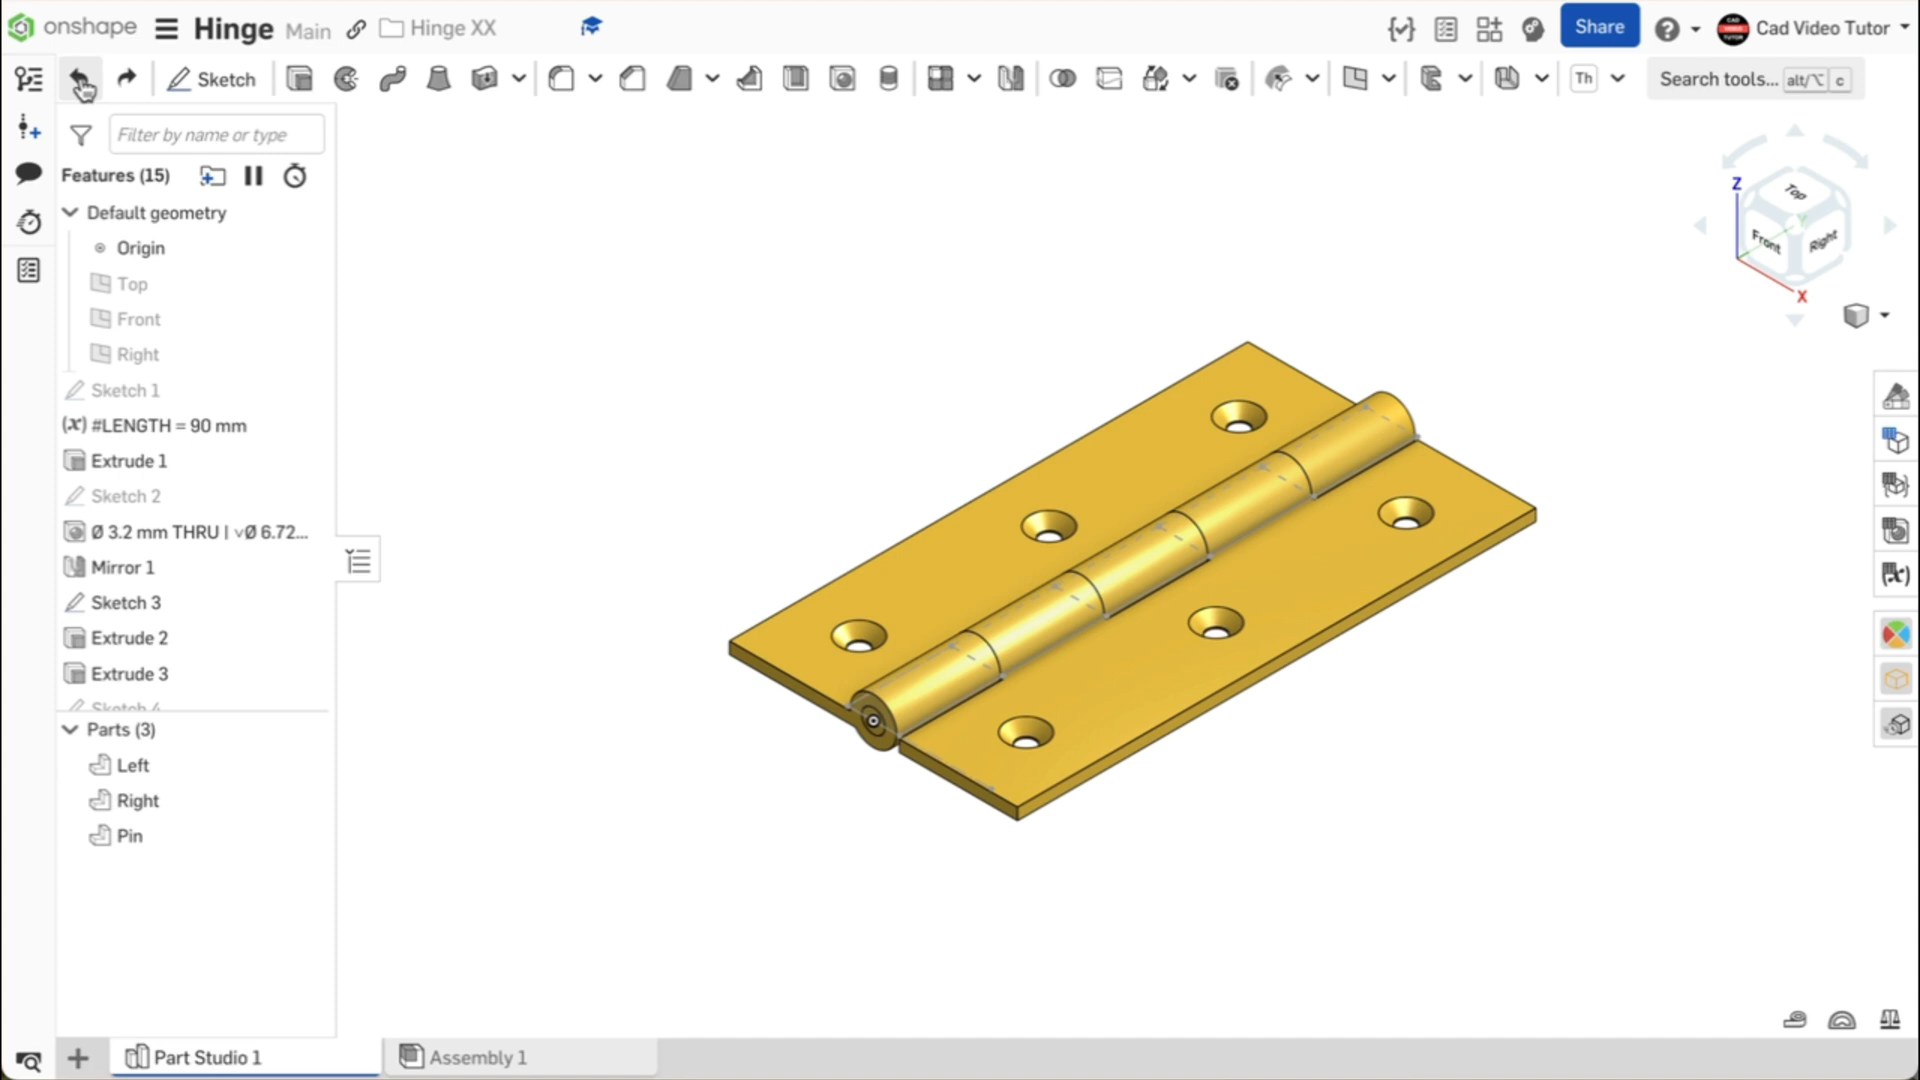 onshape Hinge Main Hinge XX Share Cad Video Tutor
Sketch Th Search tools... alt/⌥ c
Filter by name or type
Features (15)
Default geometry
Origin
Top
Front
Right
Sketch 1
(x) #LENGTH = 90 mm
Extrude 1
Sketch 2
Ø 3.2 mm THRU | ∨Ø 6.72...
Mirror 1
Sketch 3
Extrude 2
Extrude 3
Sketch 4
Parts (3)
Left
Right
Pin
Z
Top
Front
Right
X
Part Studio 1
Assembly 1